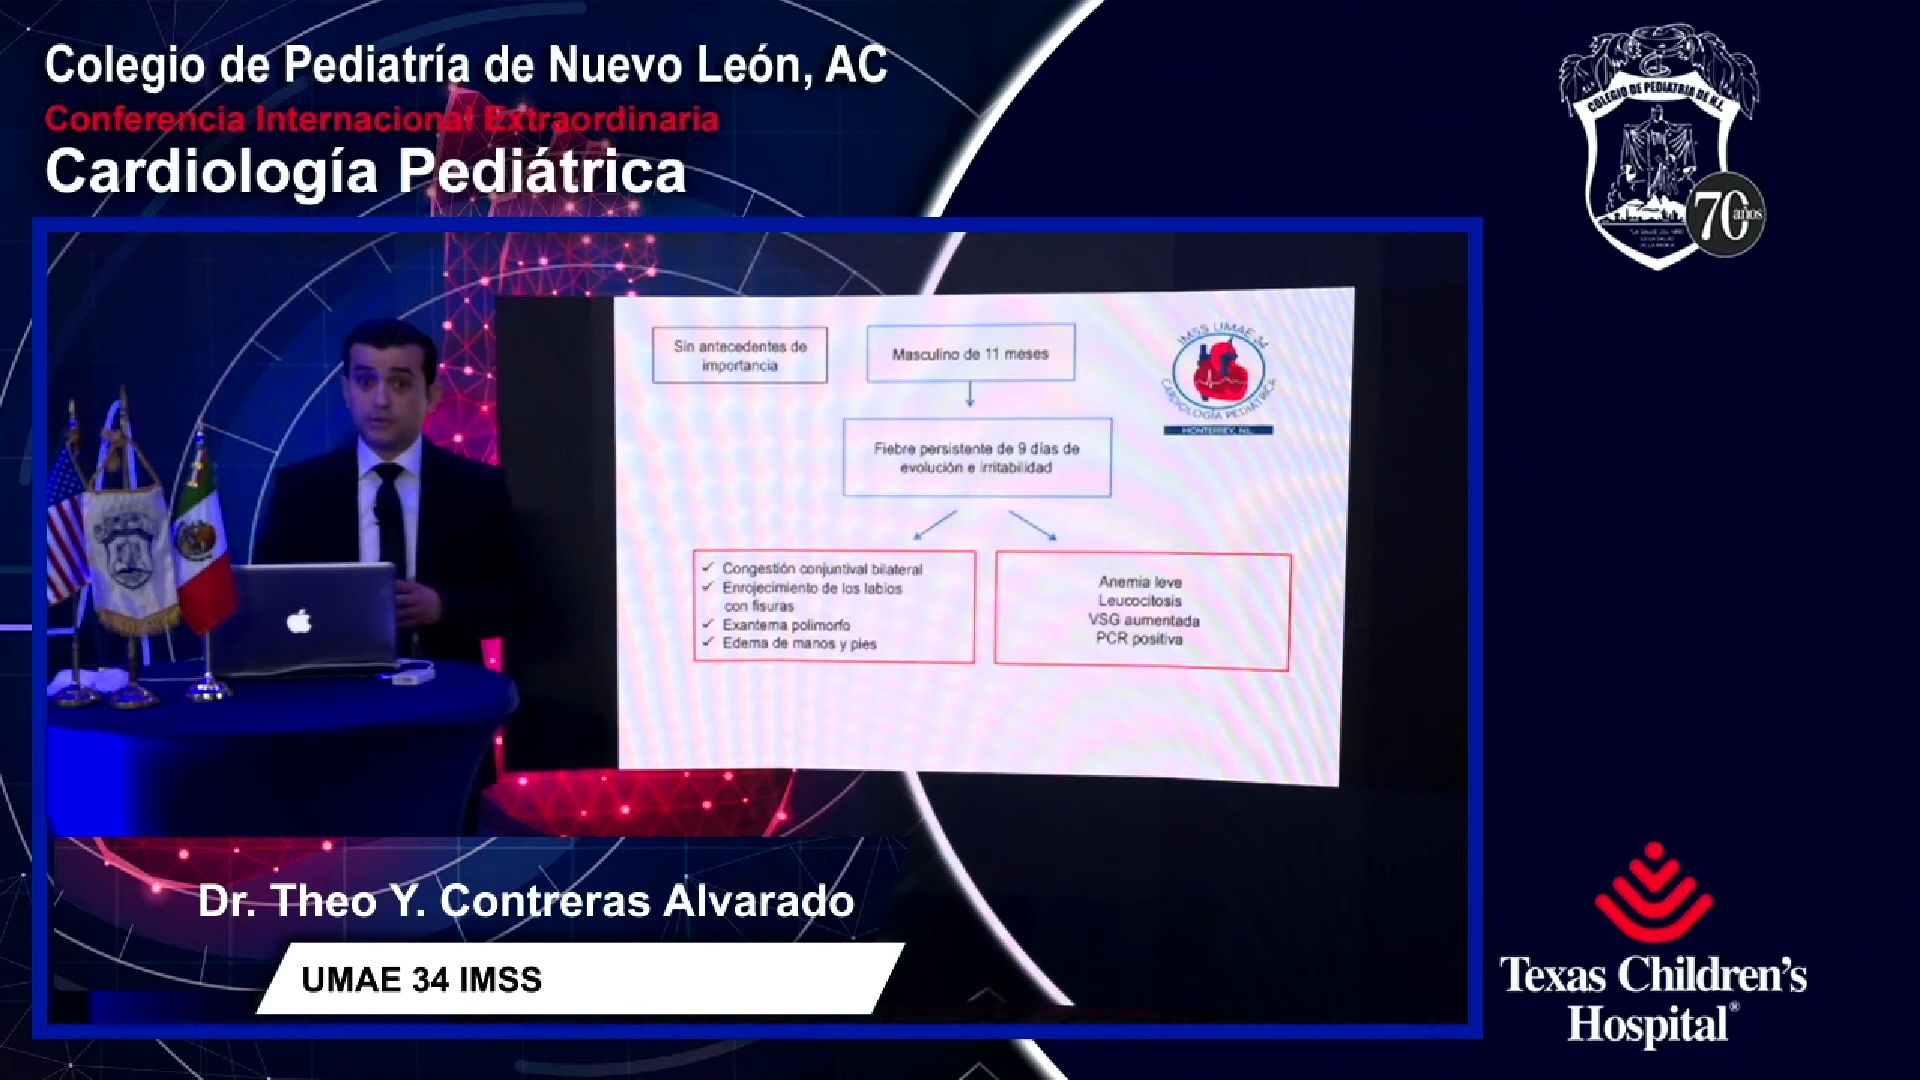 Colegio de Pediatría de Nuevo León, AC
Conferencia Internacional Extraordinaria
Cardiología Pediátrica
COLEGIO DE PEDIATRIA DE N.L.
70 años
Sin antecedentes de
importancia
Masculino de 11 meses
IMSS UMAE 34
CARDIOLOGÍA PEDIATRICA
MONTERREY, N.L.
Fiebre persistente de 9 días de
evolución e irritabilidad
✓ Congestión conjuntival bilateral
✓ Enrojecimiento de los labios
con fisuras
✓ Exantema polimorfo
✓ Edema de manos y pies
Anemia leve
Leucocitosis
VSG aumentada
PCR positiva
Dr. Theo Y. Contreras Alvarado
UMAE 34 IMSS
Texas Children's
Hospital®